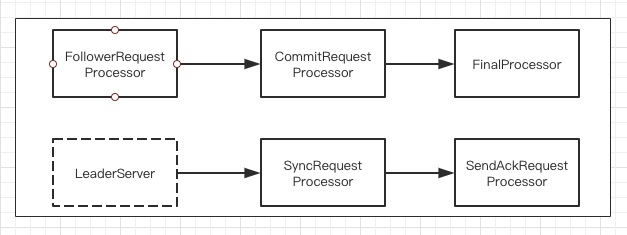 FollowerRequest
Processor
CommitRequest
Processor
FinalProcessor
LeaderServer
SyncRequest
Processor
SendAckRequest
Processor